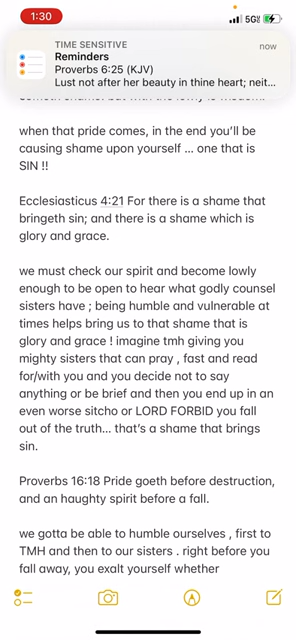 1:30
5G
TIME SENSITIVE
now
Reminders
Proverbs 6:25 (KJV)
Lust not after her beauty in thine heart; neit...
when that pride comes, in the end you’ll be
causing shame upon yourself ... one that is
SIN !!
Ecclesiasticus 4:21 For there is a shame that
bringeth sin; and there is a shame which is
glory and grace.
we must check our spirit and become lowly
enough to be open to hear what godly counsel
sisters have ; being humble and vulnerable at
times helps bring us to that shame that is
glory and grace ! imagine tmh giving you
mighty sisters that can pray , fast and read
for/with you and you decide not to say
anything or be brief and then you end up in an
even worse sitcho or LORD FORBID you fall
out of the truth... that’s a shame that brings
sin.
Proverbs 16:18 Pride goeth before destruction,
and an haughty spirit before a fall.
we gotta be able to humble ourselves , first to
TMH and then to our sisters . right before you
fall away, you exalt yourself whether